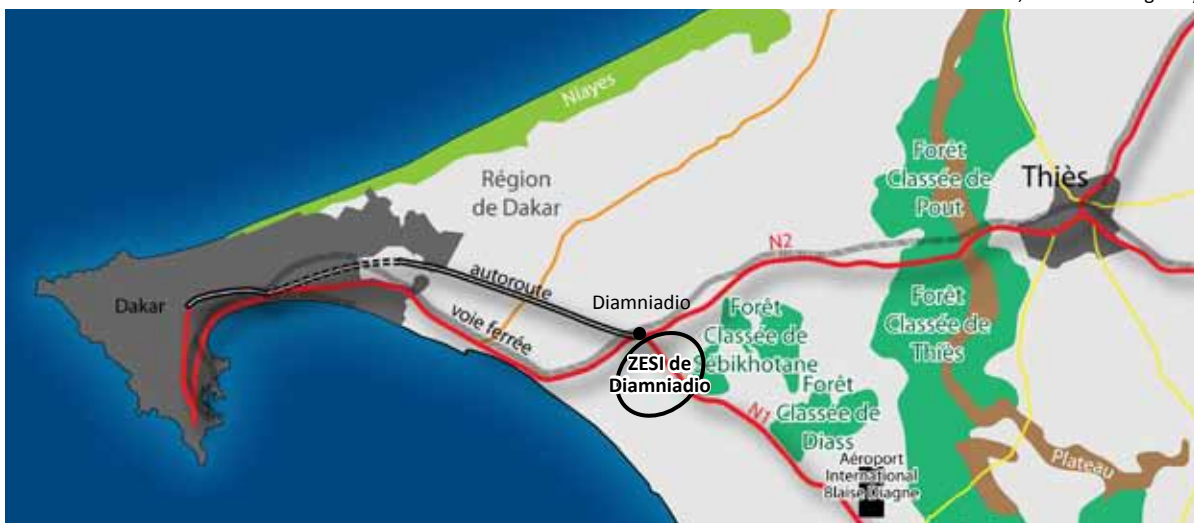 Niayes
Région
de Dakar
Dakar
autoroute
voie ferrée
Diamniadio
ZESI de
Diamniadio
N2
N1
Forêt
Classée de
Sébikhotane
Forêt
Classée de
Diass
Aéroport
International
Blaise Diagne
Forêt
Classée de
Pout
Thiès
Forêt
Classée de
Thiès
Plateau